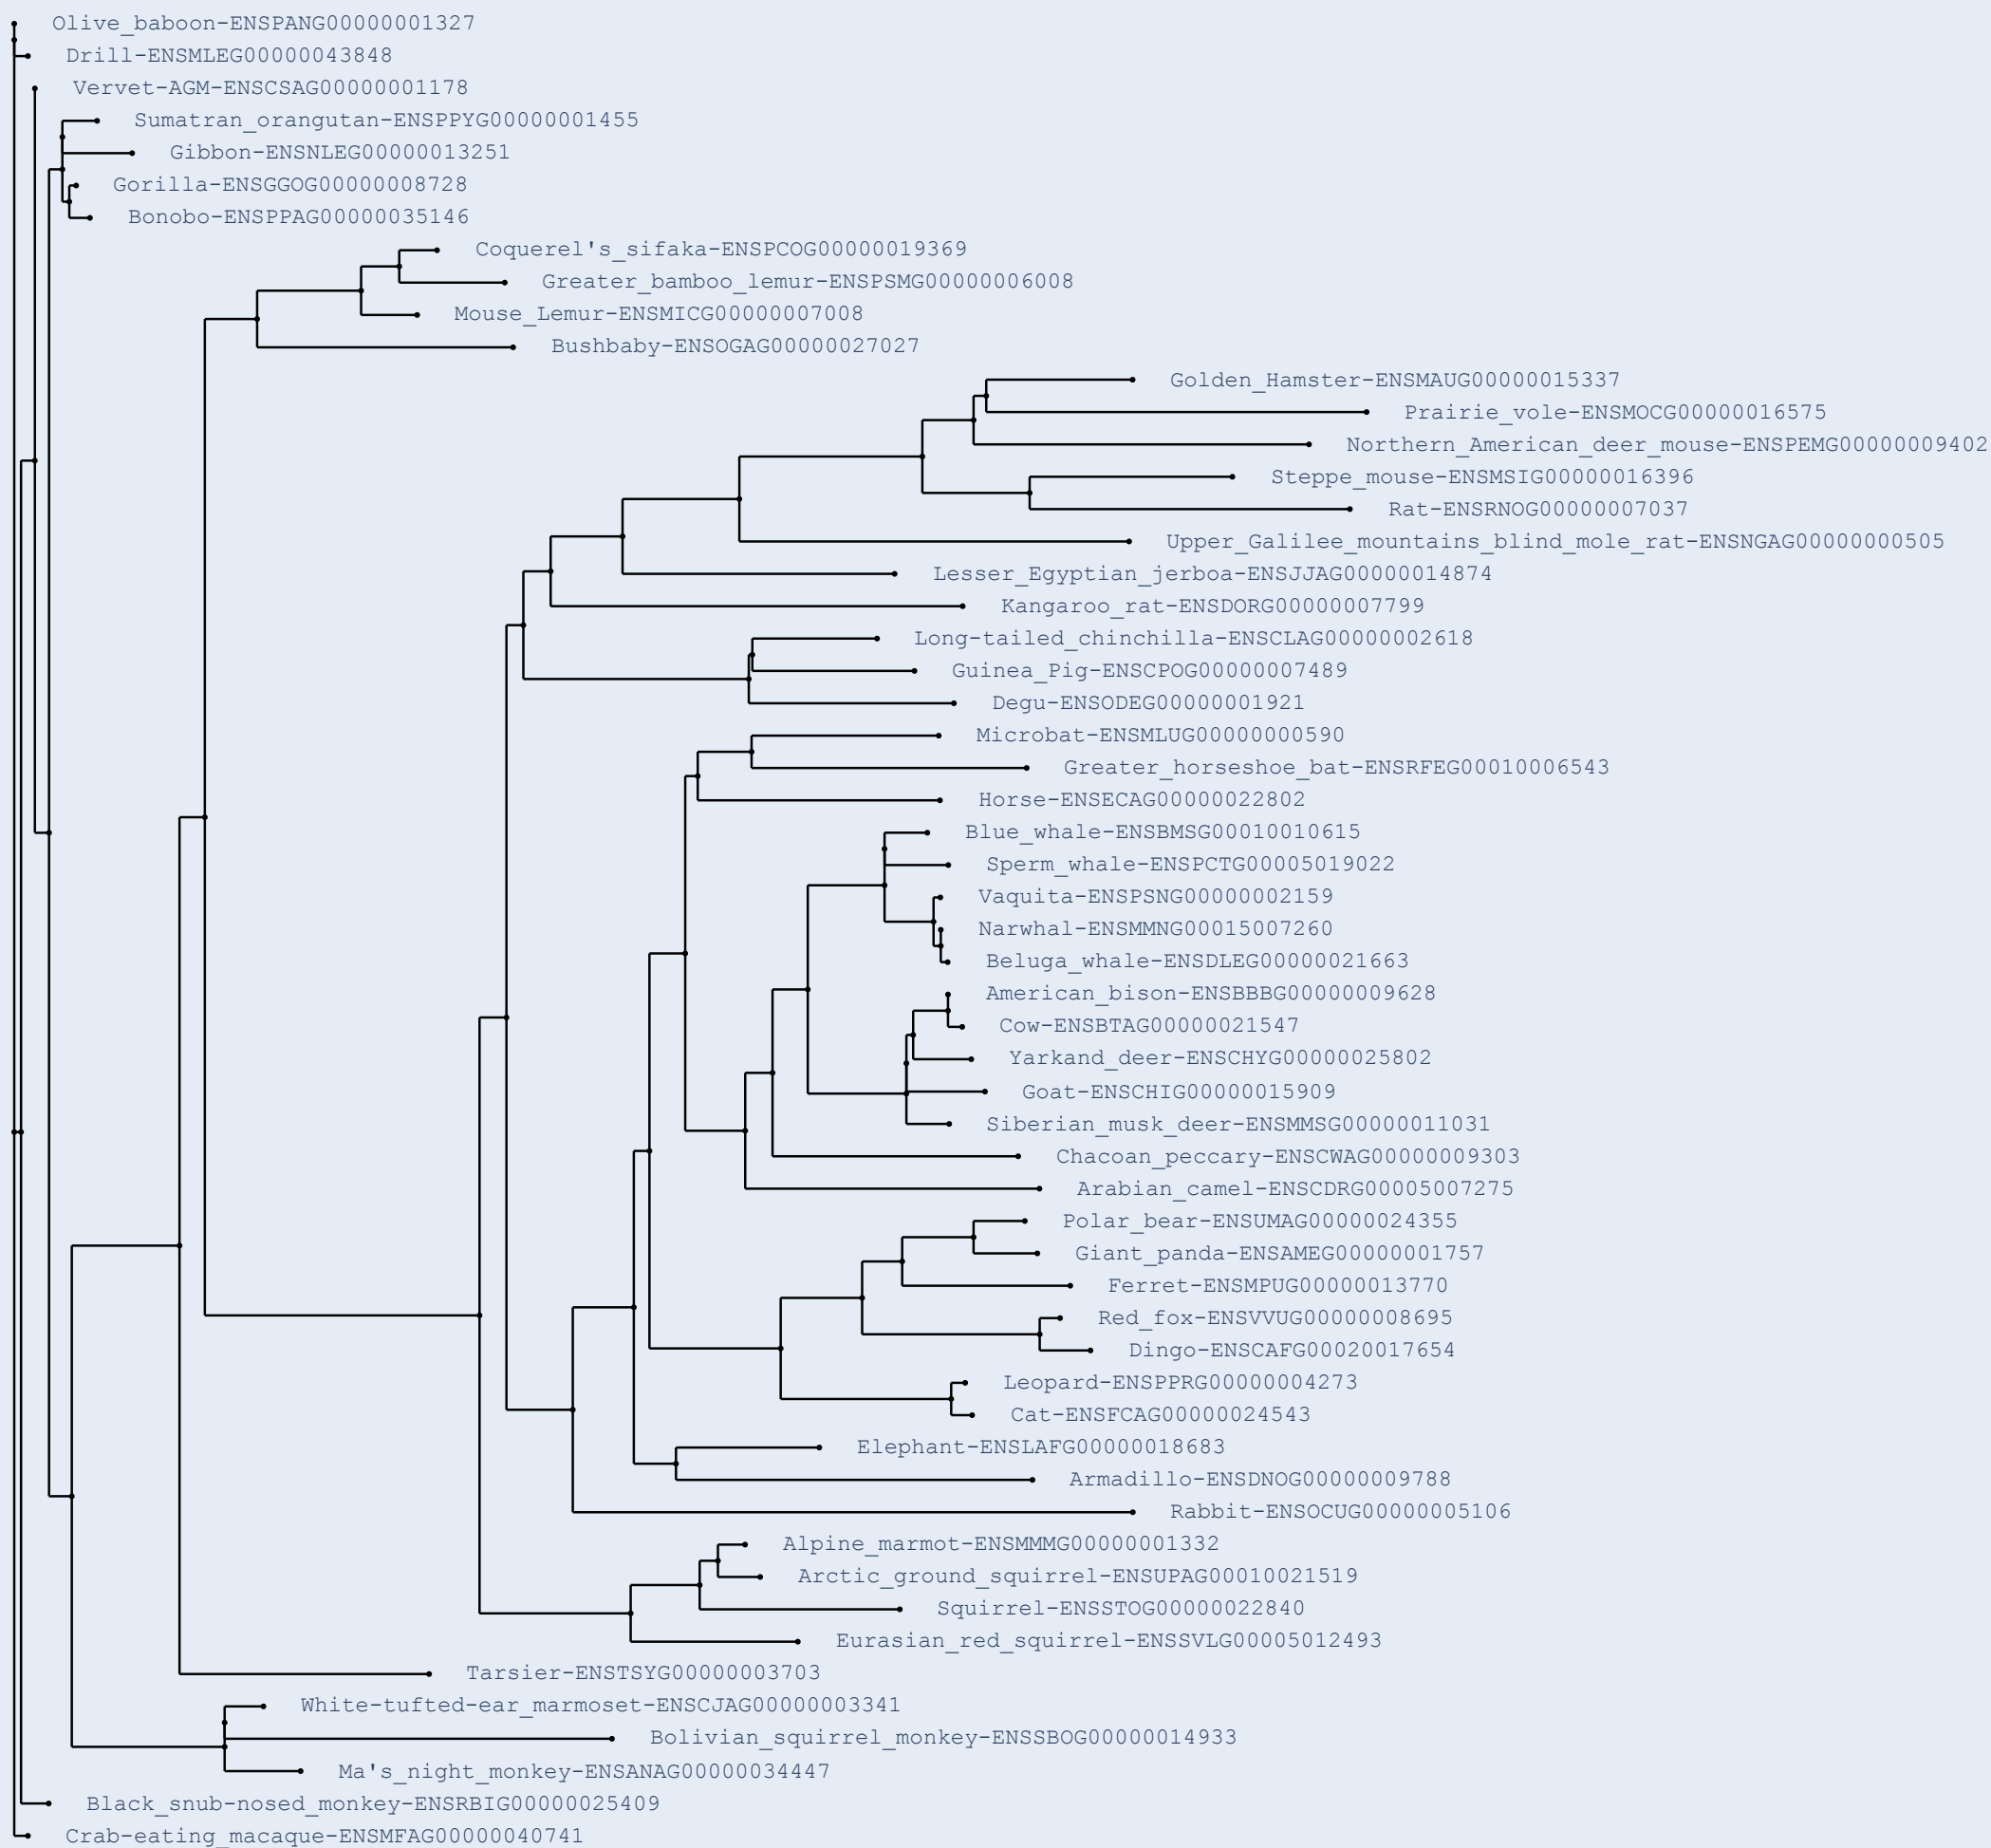 Olive_baboon-ENSPANG00000001327
Drill-ENSMLEG00000043848
Vervet-AGM-ENSCSAG00000001178
Sumatran_orangutan-ENSPPYG00000001455
Gibbon-ENSNLEG00000013251
Gorilla-ENSGGOG00000008728
Bonobo-ENSPPAG00000035146
Coquerel's_sifaka-ENSPCOG00000019369
Greater_bamboo_lemur-ENSPSMG00000006008
Mouse_Lemur-ENSMICG00000007008
Bushbaby-ENSOGAG00000027027
Golden_Hamster-ENSMAUG00000015337
Prairie_vole-ENSMOCG00000016575
Northern_American_deer_mouse-ENSPEMG00000009402
Steppe_mouse-ENSMSIG00000016396
Rat-ENSRNOG00000007037
Upper_Galilee_mountains_blind_mole_rat-ENSNGAG00000000505
Lesser_Egyptian_jerboa-ENSJJAG00000014874
Kangaroo_rat-ENSDORG00000007799
Long-tailed_chinchilla-ENSCLAG00000002618
Guinea_Pig-ENSCPOG00000007489
Degu-ENSODEG00000001921
Microbat-ENSMLUG00000000590
Greater_horseshoe_bat-ENSRFEG00010006543
Horse-ENSECAG00000022802
Blue_whale-ENSBMSG00010010615
Sperm_whale-ENSPCTG00005019022
Vaquita-ENSPSNG00000002159
Narwhal-ENSMMNG00015007260
Beluga_whale-ENSDLEG00000021663
American_bison-ENSBBBG00000009628
Cow-ENSBTAG00000021547
Yarkand_deer-ENSCHYG00000025802
Goat-ENSCHIG00000015909
Siberian_musk_deer-ENSMMSG00000011031
Chacoan_peccary-ENSCWAG00000009303
Arabian_camel-ENSCDRG00005007275
Polar_bear-ENSUMAG00000024355
Giant_panda-ENSAMEG00000001757
Ferret-ENSMPUG00000013770
Red_fox-ENSVVUG00000008695
Dingo-ENSCAFG00020017654
Leopard-ENSPPRG00000004273
Cat-ENSFCAG00000024543
Elephant-ENSLAFG00000018683
Armadillo-ENSDNOG00000009788
Rabbit-ENSOCUG00000005106
Alpine_marmot-ENSMMMG00000001332
Arctic_ground_squirrel-ENSUPAG00010021519
Squirrel-ENSSTOG00000022840
Eurasian_red_squirrel-ENSSVLG00005012493
Tarsier-ENSTSYG00000003703
White-tufted-ear_marmoset-ENSCJAG00000003341
Bolivian_squirrel_monkey-ENSSBOG00000014933
Ma's_night_monkey-ENSANAG00000034447
Black_snub-nosed_monkey-ENSRBIG00000025409
Crab-eating_macaque-ENSMFAG00000040741